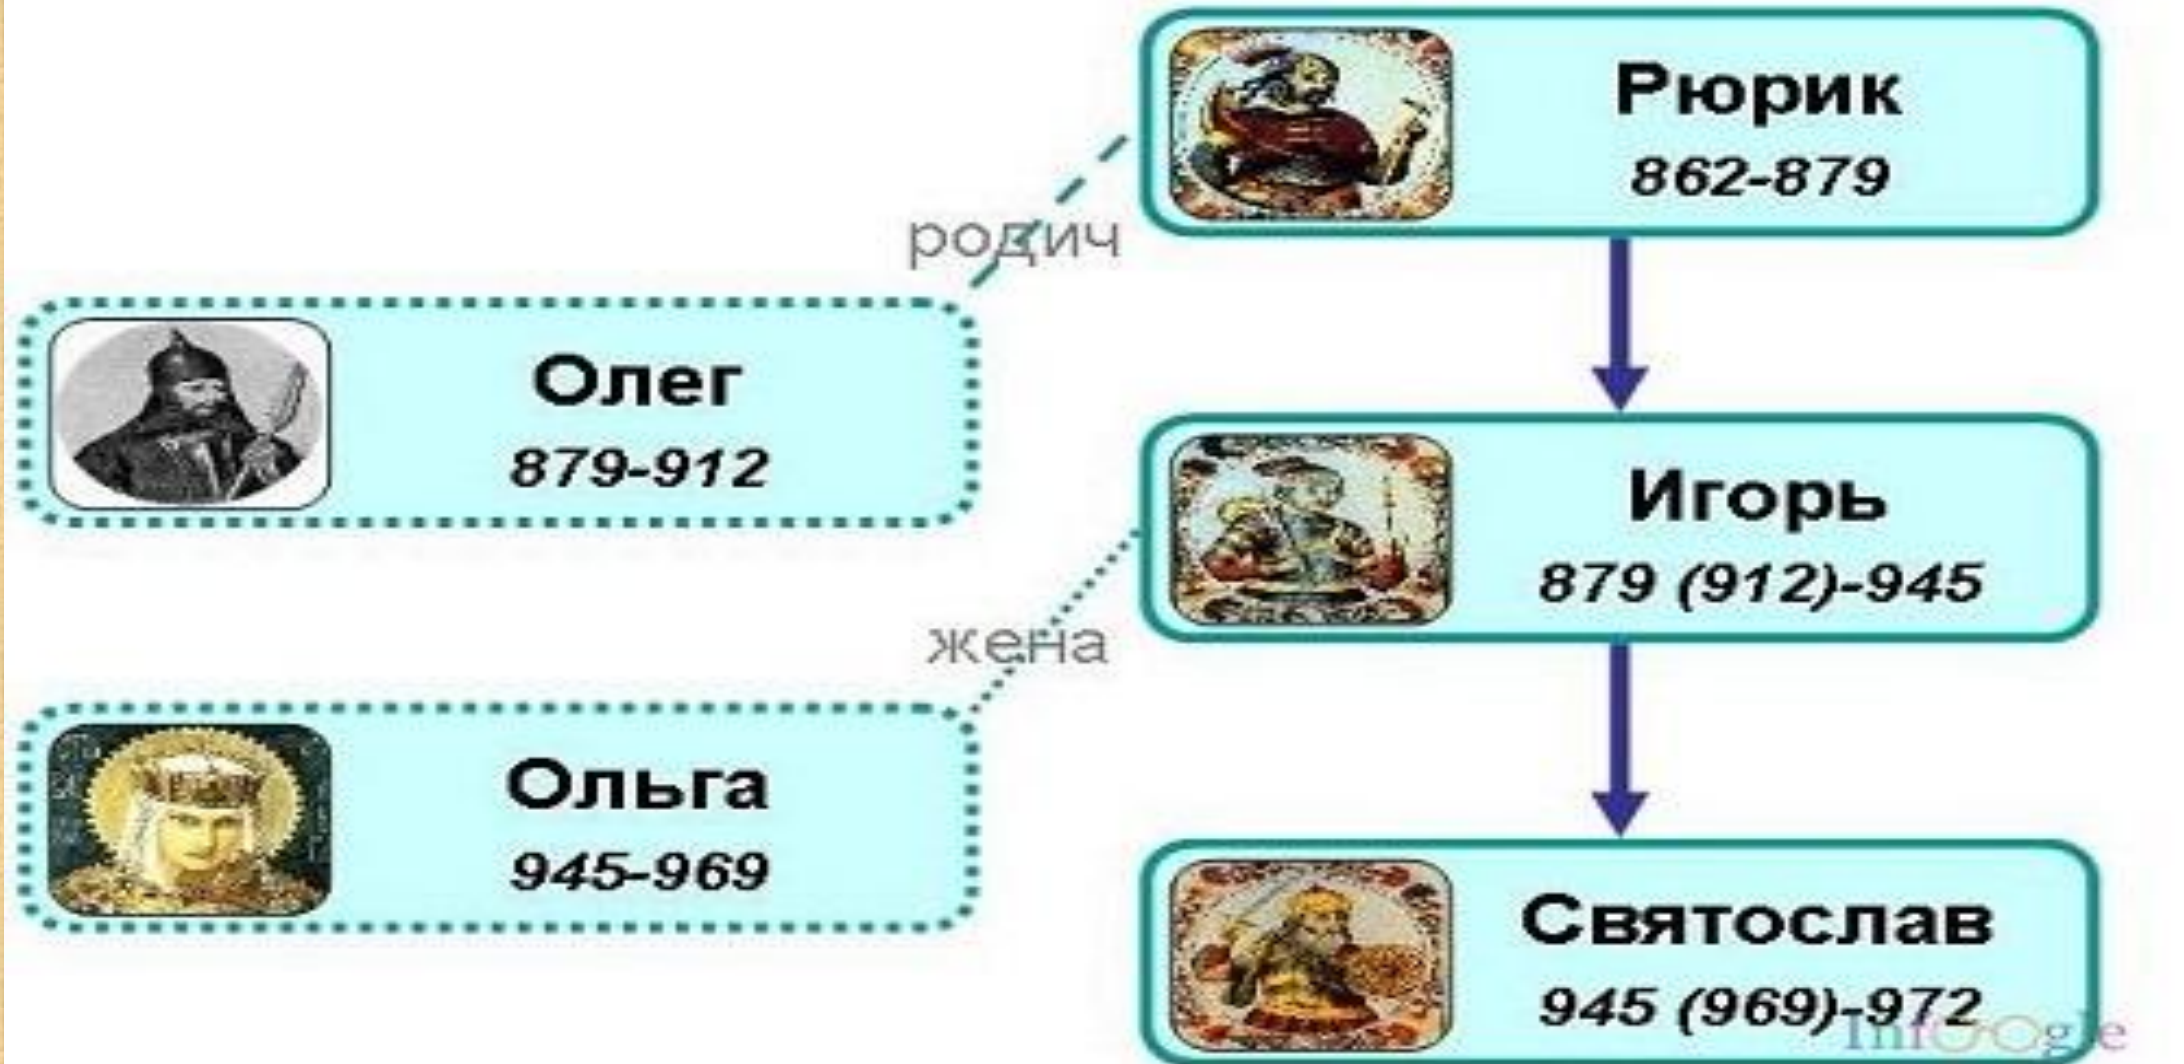 Рюрик
862-879
родич
Олег
879-912
Игорь
879 (912)-945
жена
Ольга
945-969
Святослав
945 (969)-972
InfoOgle